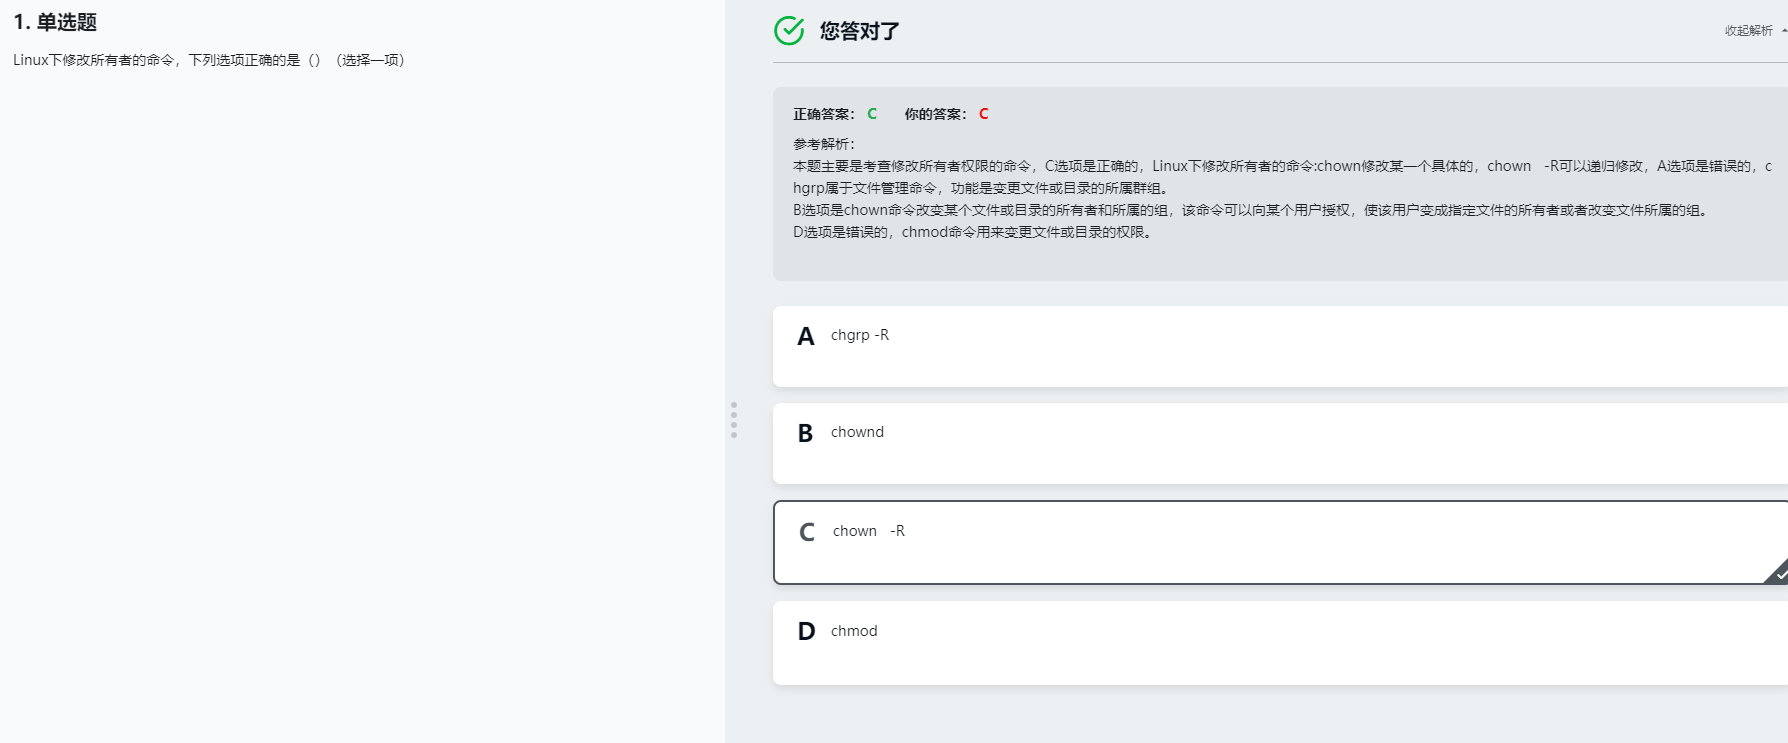 1. 单选题
Linux下修改所有者的命令，下列选项正确的是（）（选择一项）
您答对了
收起解析
正确答案： C 你的答案： C
参考解析：
本题主要是考查修改所有者权限的命令，C选项是正确的，Linux下修改所有者的命令:chown修改某一个具体的，chown -R可以递归修改，A选项是错误的，c
hgrp属于文件管理命令，功能是变更文件或目录的所属群组。
B选项是chown命令改变某个文件或目录的所有者和所属的组，该命令可以向某个用户授权，使该用户变成指定文件的所有者或者改变文件所属的组。
D选项是错误的，chmod命令用来变更文件或目录的权限。
A chgrp -R
B chownd
C chown -R
D chmod